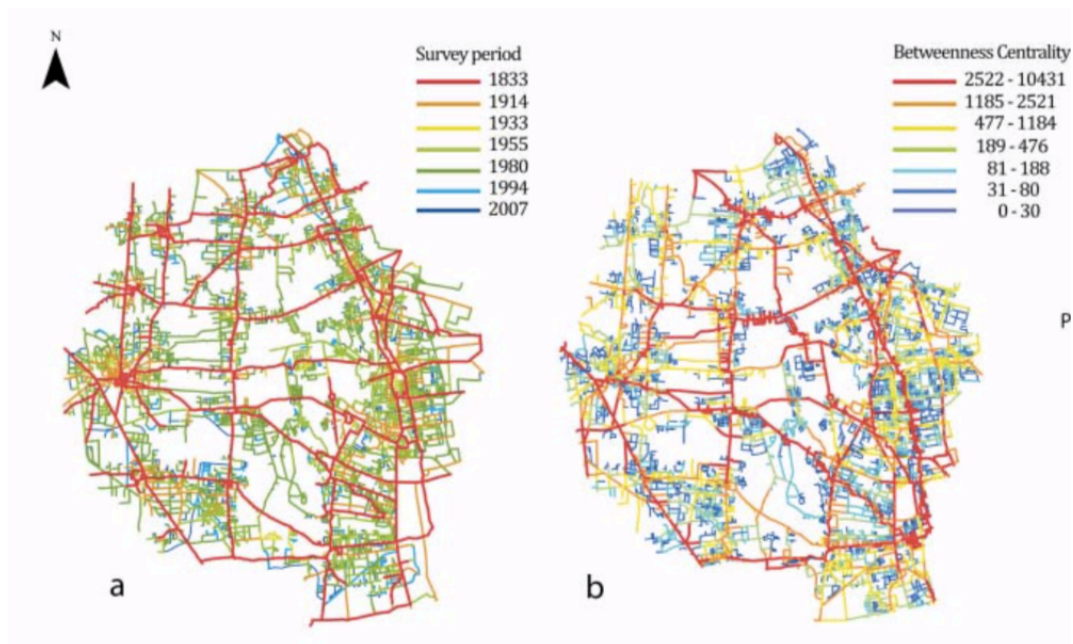 N
Survey period
1833
1914
1933
1955
1980
1994
2007
a
Betweenness Centrality
2522 - 10431
1185 - 2521
477 - 1184
189 - 476
81 - 188
31 - 80
0 - 30
b
P